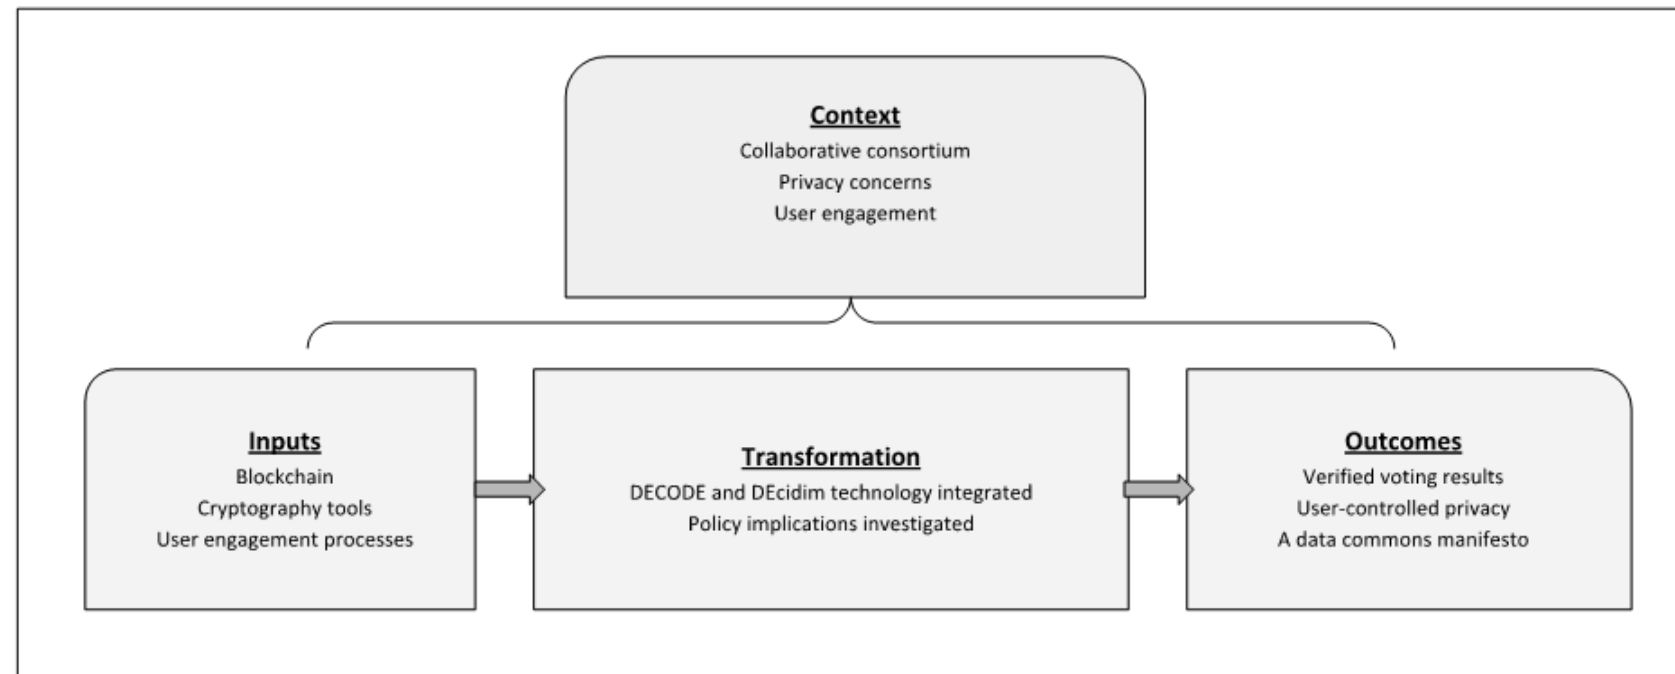 Context
Collaborative consortium
Privacy concerns
User engagement
Inputs
Blockchain
Cryptography tools
User engagement processes
Transformation
DECODE and DEcidim technology integrated
Policy implications investigated
Outcomes
Verified voting results
User-controlled privacy
A data commons manifesto